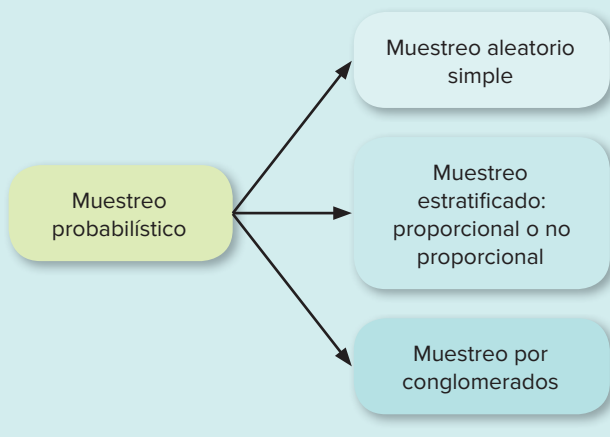 Muestreo aleatorio
simple
Muestreo
probabilístico
Muestreo
estratificado:
proporcional o no
proporcional
Muestreo por
conglomerados